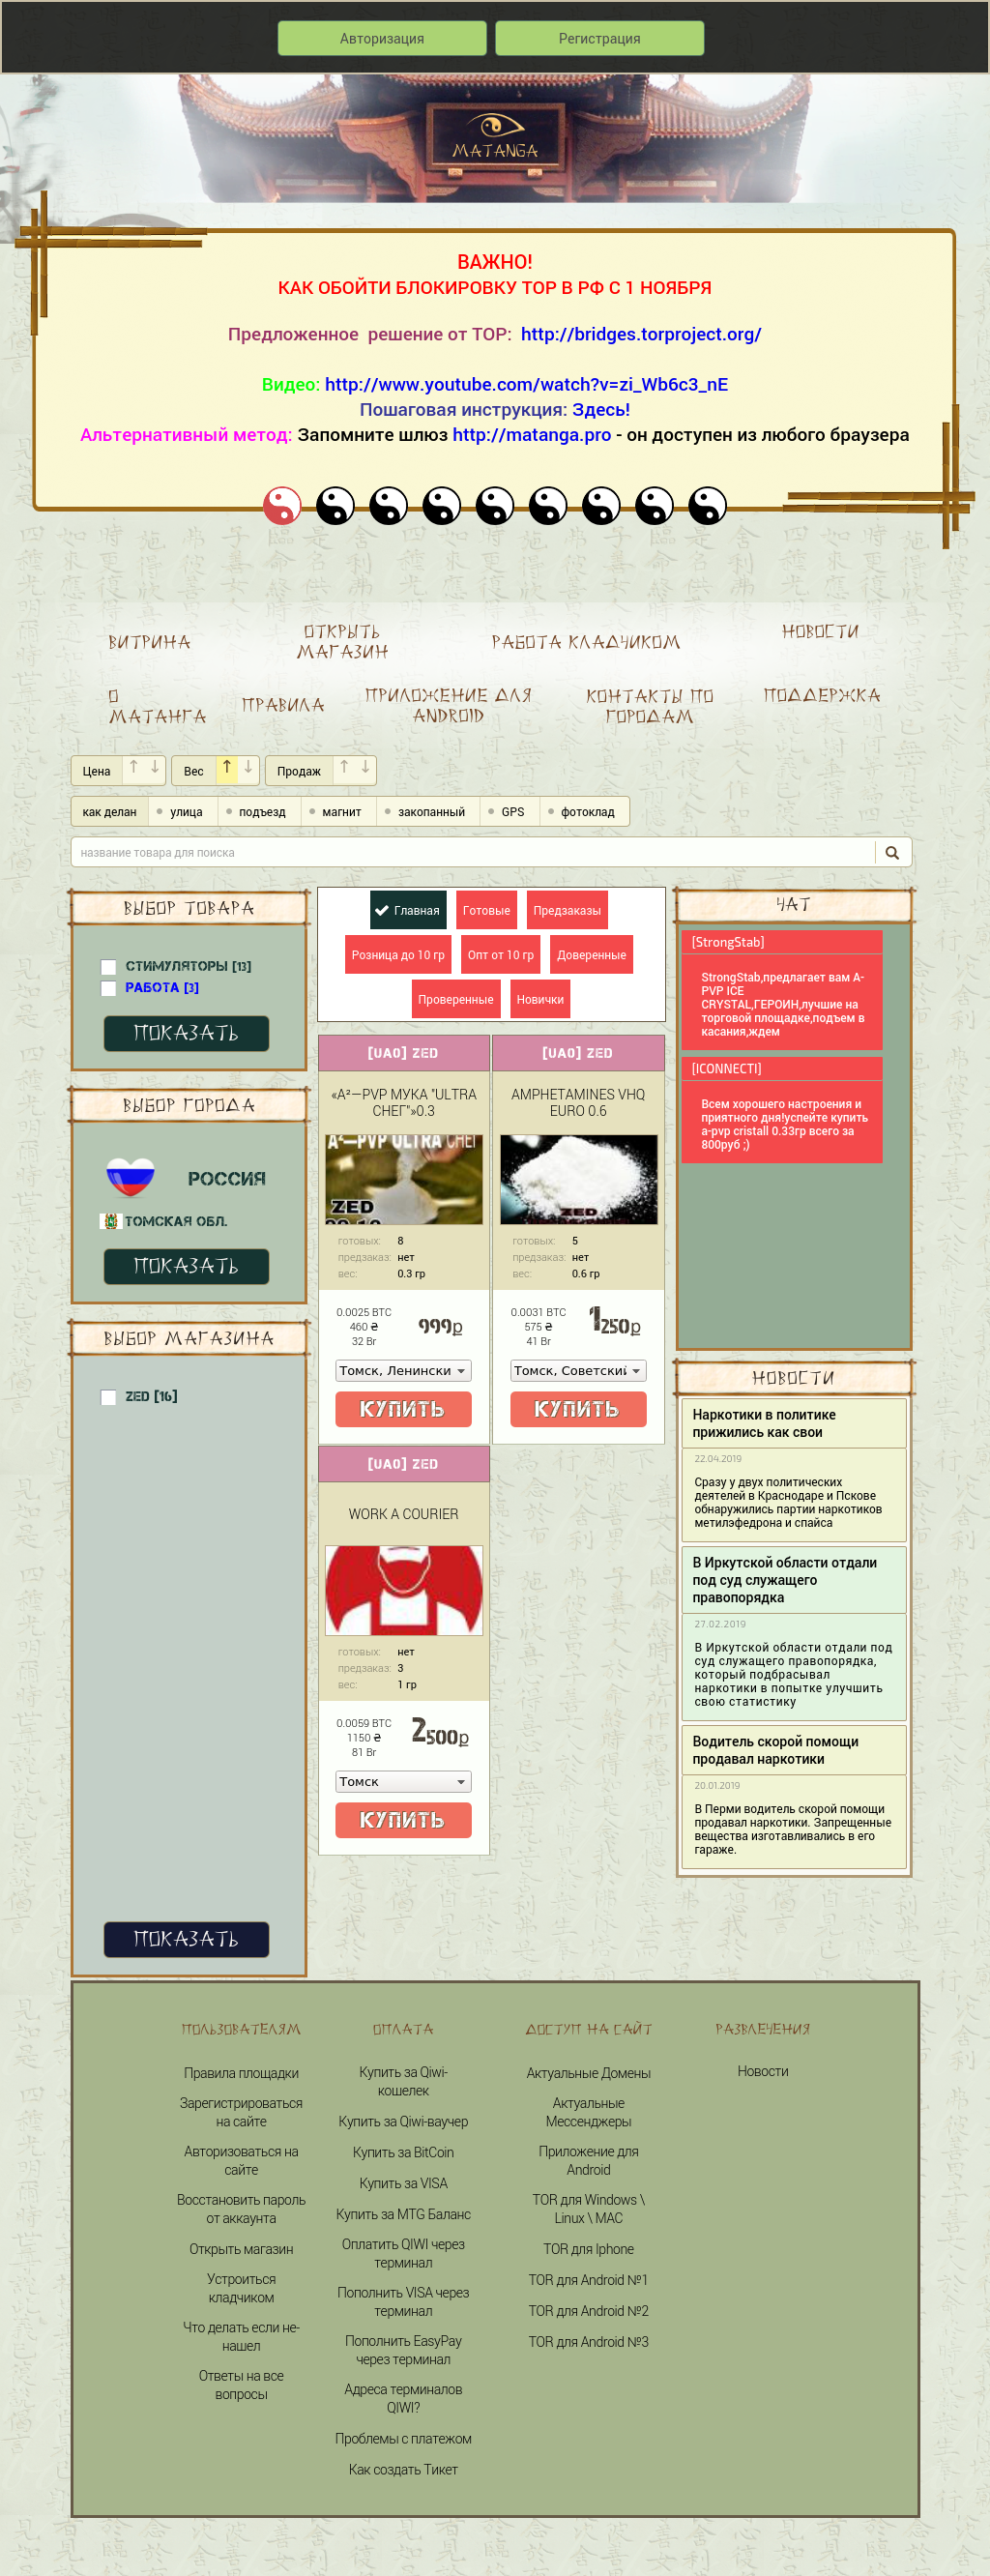 Авторизация
Регистрация
MATANGA
ВАЖНО!
КАК ОБОЙТИ БЛОКИРОВКУ ТОР В РФ С 1 НОЯБРЯ
Предложенное решение от TOP: http://bridges.torproject.org/
Видео: http://www.youtube.com/watch?v=zi_Wb6c3_nE
Пошаговая инструкция: Здесь!
Альтернативный метод: Запомните шлюз http://matanga.pro - он доступен из любого браузера
ВИТРИНА
ОТКРЫТЬ
МАГАЗИН
РАБОТА КЛАДЧИКОМ
НОВОСТИ
О
МАТАНГА
ПРАВИЛА
ПРИЛОЖЕНИЕ ДЛЯ
ANDROID
КОНТАКТЫ ПО
ГОРОДАМ
ПОДДЕРЖКА
Цена ↑ ↓ Вес ↑ ↓ Продаж ↑ ↓
как делан улица подъезд магнит закопанный GPS фотоклад
название товара для поиска
ВЫБОР ТОВАРА
СТИМУЛЯТОРЫ [13]
РАБОТА [3]
ПОКАЗАТЬ
ВЫБОР ГОРОДА
РОССИЯ
ТОМСКАЯ ОБЛ.
ПОКАЗАТЬ
ВЫБОР МАГАЗИНА
ZED [16]
ПОКАЗАТЬ
Главная Готовые Предзаказы
Розница до 10 гр Опт от 10 гр Доверенные
Проверенные Новички
[UA0] ZED
«А²—PVP МУКА "ULTRA
СНЕГ"»0.3
А²—PVP ULTRA СНЕГ
ZED
готовых: 8
предзаказ: нет
вес: 0.3 гр
0.0025 BTC
460 ₴
32 Br
999р
Томск, Ленински
КУПИТЬ
[UA0] ZED
AMPHETAMINES VHQ
EURO 0.6
ZED
готовых: 5
предзаказ: нет
вес: 0.6 гр
0.0031 BTC
575 ₴
41 Br
1250р
Томск, Советский
КУПИТЬ
[UA0] ZED
WORK A COURIER
готовых: нет
предзаказ: 3
вес: 1 гр
0.0059 BTC
1150 ₴
81 Br
2500р
Томск
КУПИТЬ
ЧАТ
[StrongStab]
StrongStab,предлагает вам A-
PVP ICE
CRYSTAL,ГЕРОИН,лучшие на
торговой площадке,подъем в
касания,ждем
[ICONNECTI]
Всем хорошего настроения и
приятного дня!успейте купить
a-pvp cristall 0.33гр всего за
800руб ;)
НОВОСТИ
Наркотики в политике
прижились как свои
22.04.2019
Сразу у двух политических
деятелей в Краснодаре и Пскове
обнаружились партии наркотиков
метилэфедрона и спайса
В Иркутской области отдали
под суд служащего
правопорядка
27.02.2019
В Иркутской области отдали под
суд служащего правопорядка,
который подбрасывал
наркотики в попытке улучшить
свою статистику
Водитель скорой помощи
продавал наркотики
20.01.2019
В Перми водитель скорой помощи
продавал наркотики. Запрещенные
вещества изготавливались в его
гараже.
ПОЛЬЗОВАТЕЛЯМ
Правила площадки
Зарегистрироваться
на сайте
Авторизоваться на
сайте
Восстановить пароль
от аккаунта
Открыть магазин
Устроиться
кладчиком
Что делать если не-
нашел
Ответы на все
вопросы
ОПЛАТА
Купить за Qiwi-
кошелек
Купить за Qiwi-ваучер
Купить за BitCoin
Купить за VISA
Купить за MTG Баланс
Оплатить QIWI через
терминал
Пополнить VISA через
терминал
Пополнить EasyPay
через терминал
Адреса терминалов
QIWI?
Проблемы с платежом
Как создать Тикет
ДОСТУП НА САЙТ
Актуальные Домены
Актуальные
Мессенджеры
Приложение для
Android
TOR для Windows \
Linux \ MAC
TOR для Iphone
TOR для Android №1
TOR для Android №2
TOR для Android №3
РАЗВЛЕЧЕНИЯ
Новости